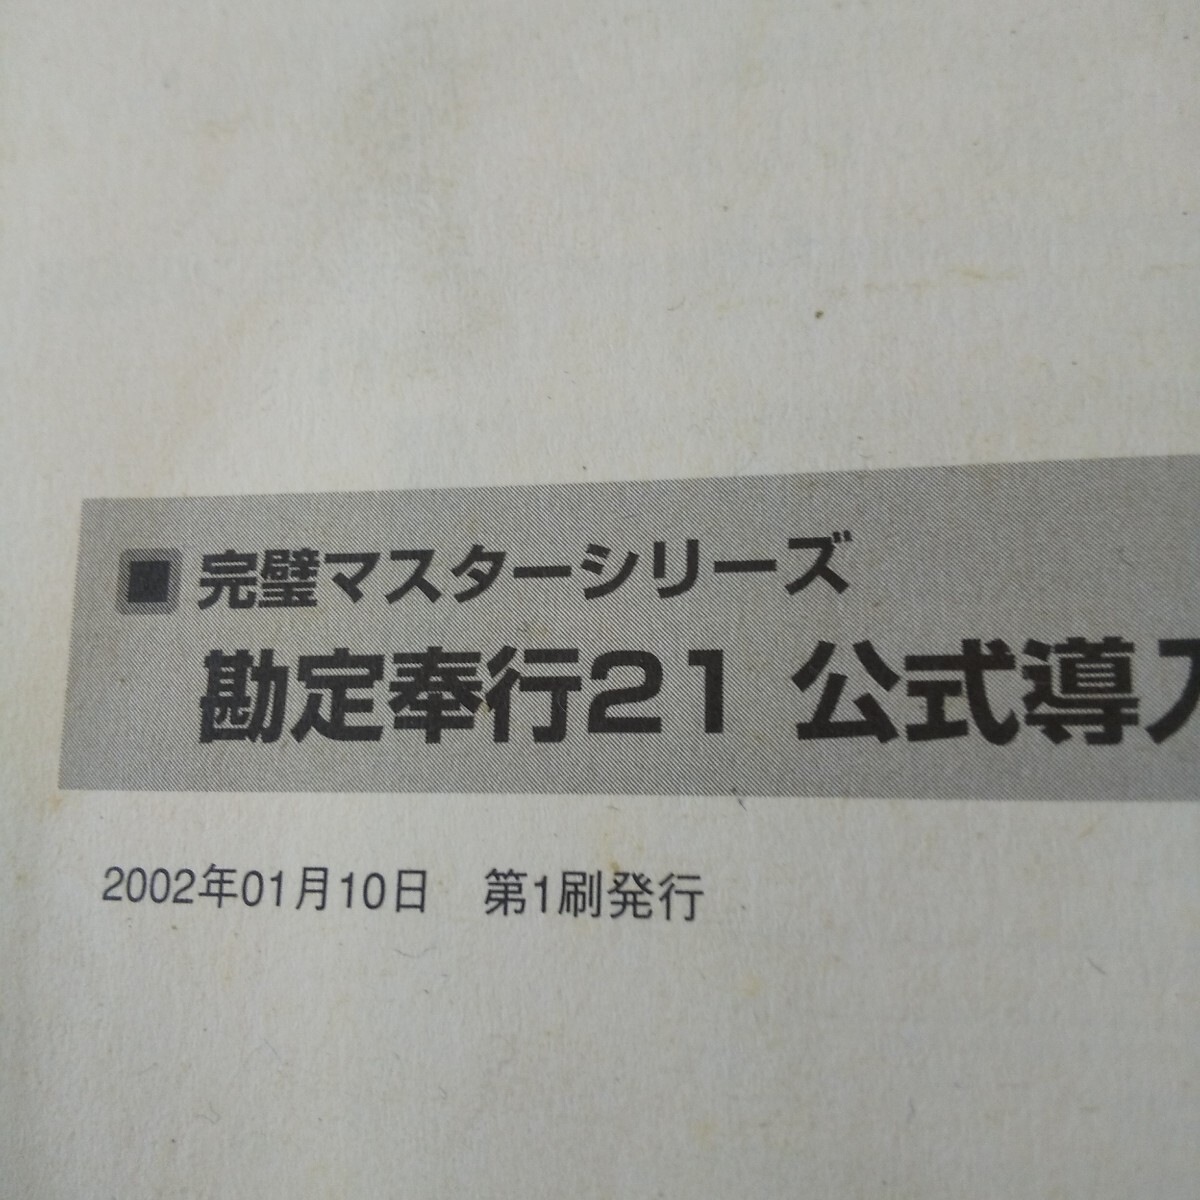 ■完璧マスターシリーズ
勘定奉行21 公式導入
2002年01月10日　第1刷発行